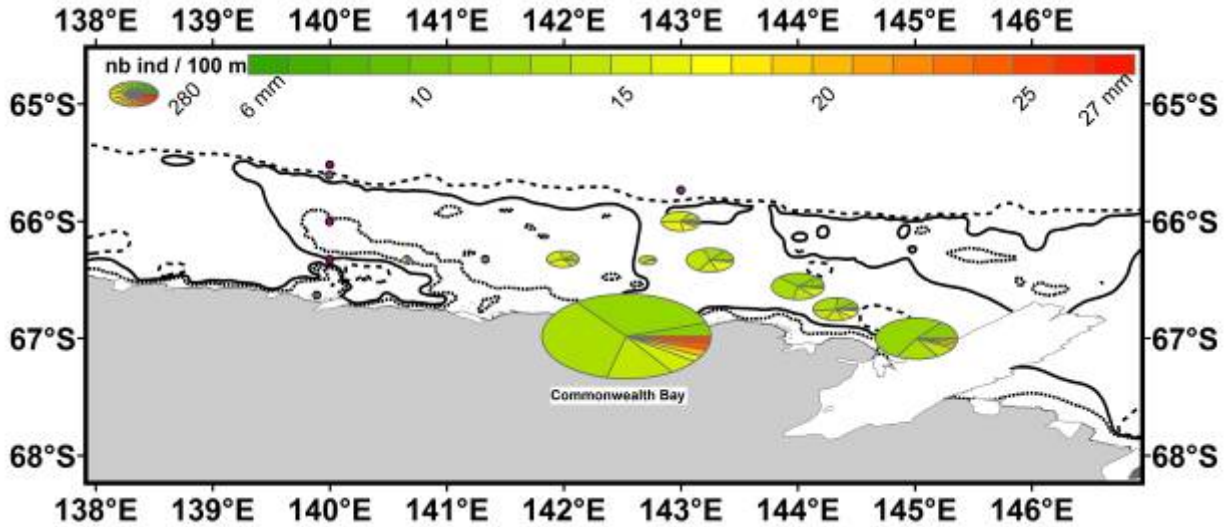 138°E 139°E 140°E 141°E 142°E 143°E 144°E 145°E 146°E
nb ind / 100 m
280 6 mm 10 15 20 25 27 mm
65°S 65°S
66°S 66°S
67°S 67°S
Commonwealth Bay
68°S 68°S
138°E 139°E 140°E 141°E 142°E 143°E 144°E 145°E 146°E